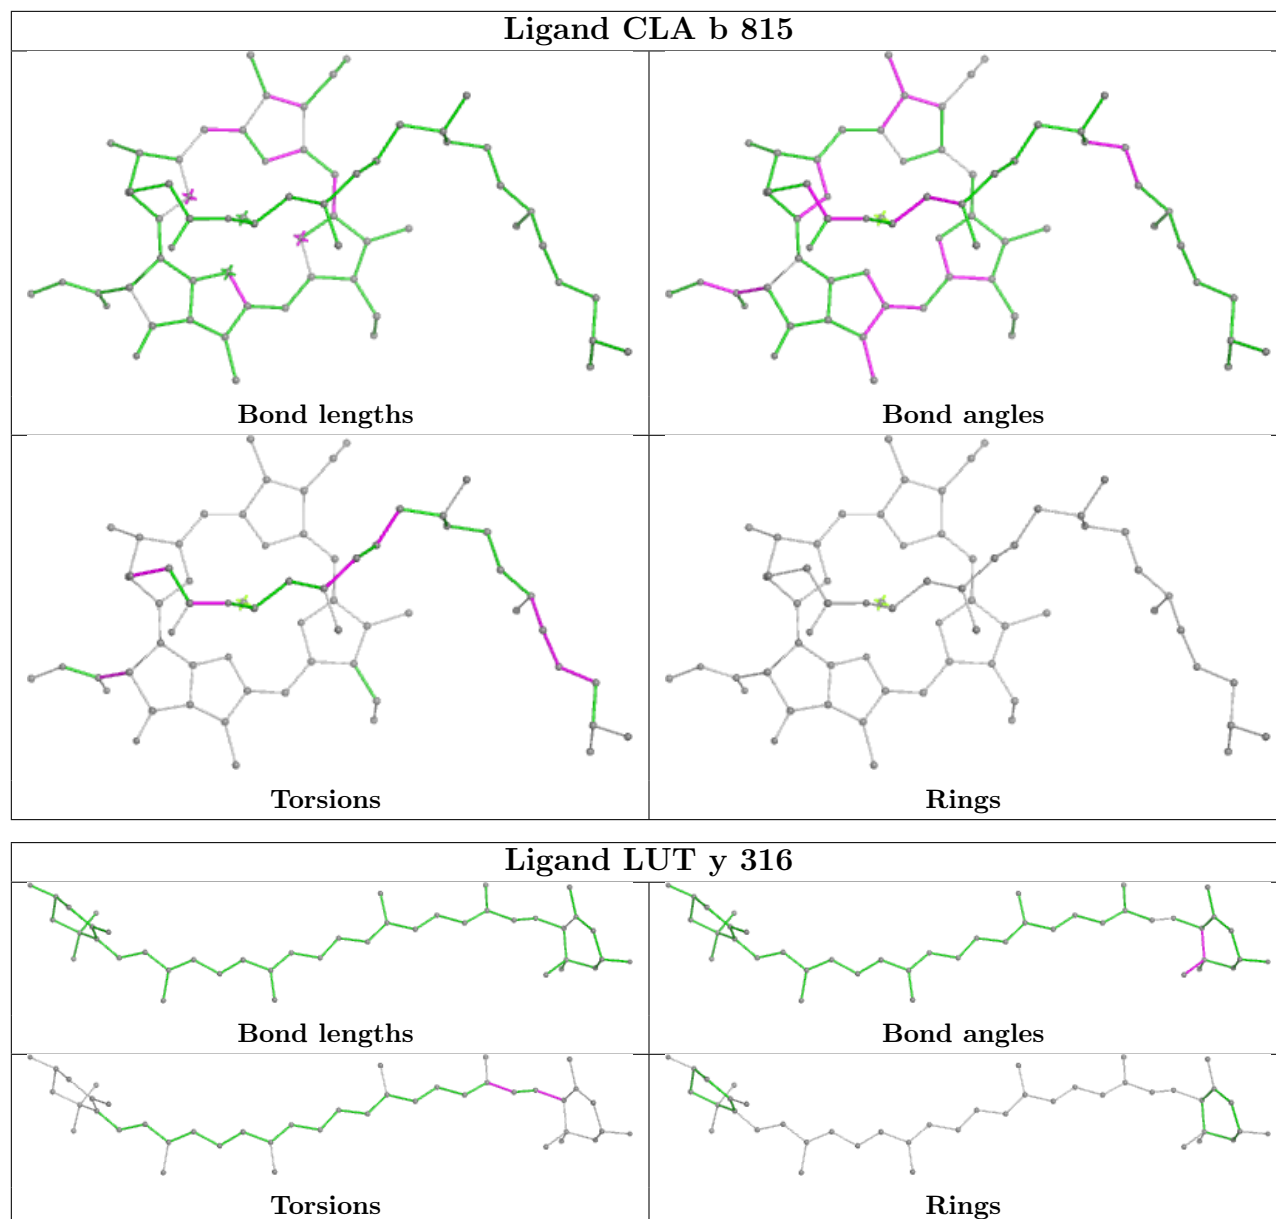 Ligand CLA b 815
Bond lengths
Bond angles
Torsions
Rings
Ligand LUT y 316
Bond lengths
Bond angles
Torsions
Rings